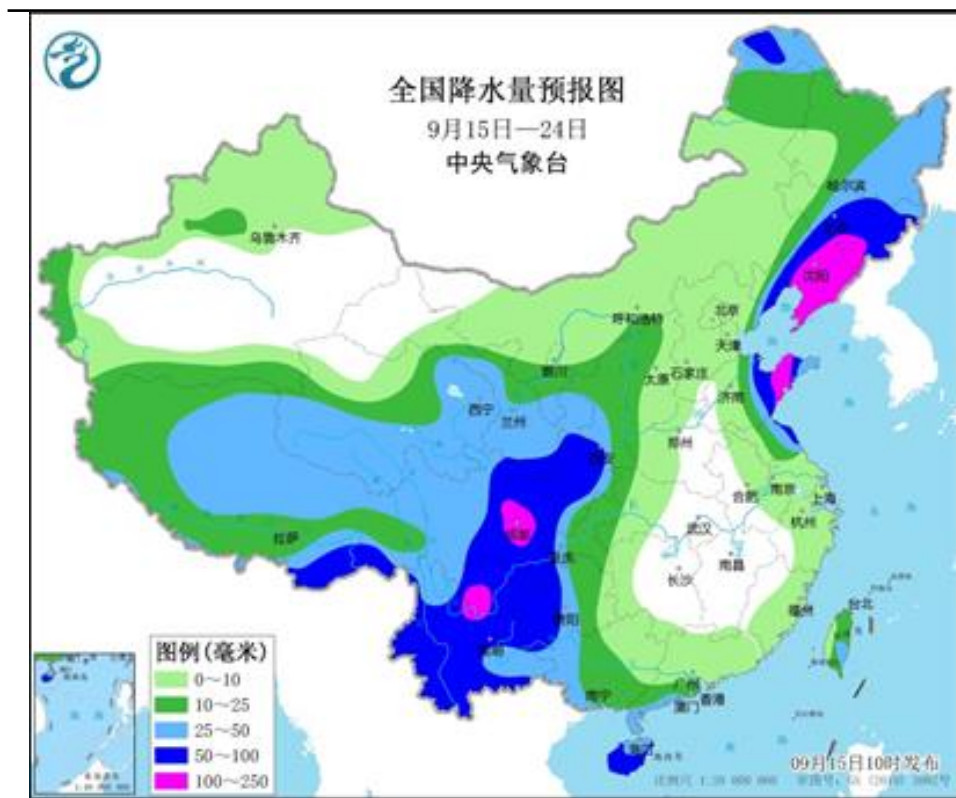 全国降水量预报图
9月15日—24日
中央气象台
哈尔滨
乌鲁木齐
沈阳
呼和浩特
北京
天津
银川
太原
石家庄
济南
西宁
兰州
郑州
西安
合肥
南京
上海
成都
武汉
杭州
拉萨
重庆
南昌
长沙
贵阳
福州
台北
昆明
图例(毫米)
0～10
10～25
25～50
50～100
100～250
广州
南宁
香港
澳门
海口
09月15日10时发布